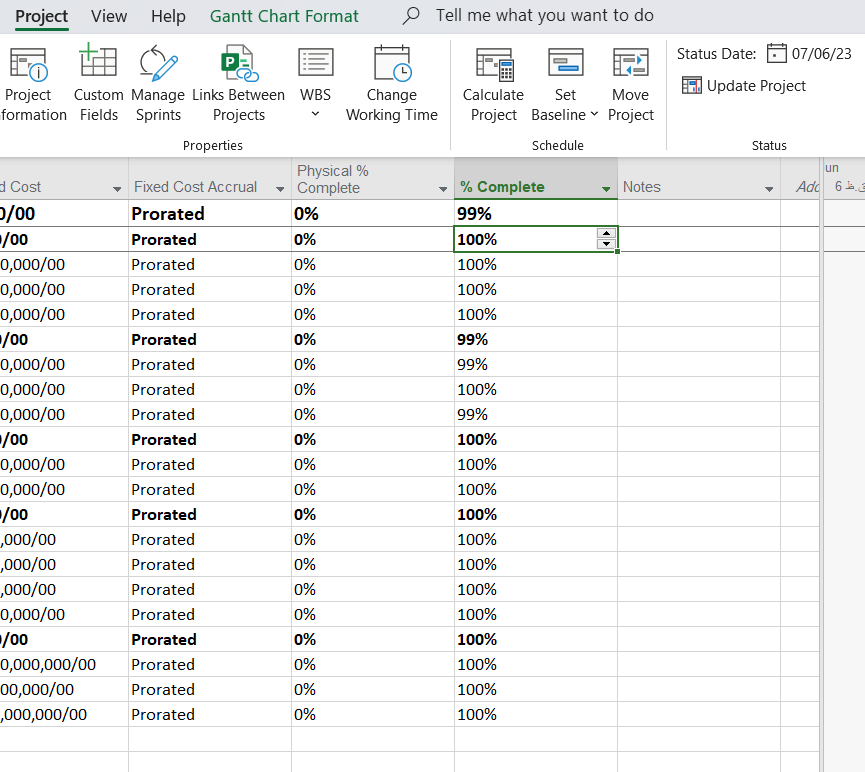 Project View Help Gantt Chart Format Tell me what you want to do
Status Date: 07/06/23
Project Custom Manage Links Between WBS Change Calculate Set Move
Update Project
formation Fields Sprints Projects Working Time Project Baseline Project
Properties Schedule Status
d Cost Fixed Cost Accrual Physical % Complete % Complete Notes Add un
0/00 Prorated 0% 99%
0/00 Prorated 0% 100%
0,000/00 Prorated 0% 100%
0,000/00 Prorated 0% 100%
0,000/00 Prorated 0% 100%
0/00 Prorated 0% 99%
0,000/00 Prorated 0% 99%
0,000/00 Prorated 0% 100%
0,000/00 Prorated 0% 99%
0/00 Prorated 0% 100%
0,000/00 Prorated 0% 100%
0,000/00 Prorated 0% 100%
0/00 Prorated 0% 100%
,000/00 Prorated 0% 100%
,000/00 Prorated 0% 100%
,000/00 Prorated 0% 100%
0,000/00 Prorated 0% 100%
0/00 Prorated 0% 100%
0,000,000/00 Prorated 0% 100%
00,000/00 Prorated 0% 100%
,000,000/00 Prorated 0% 100%